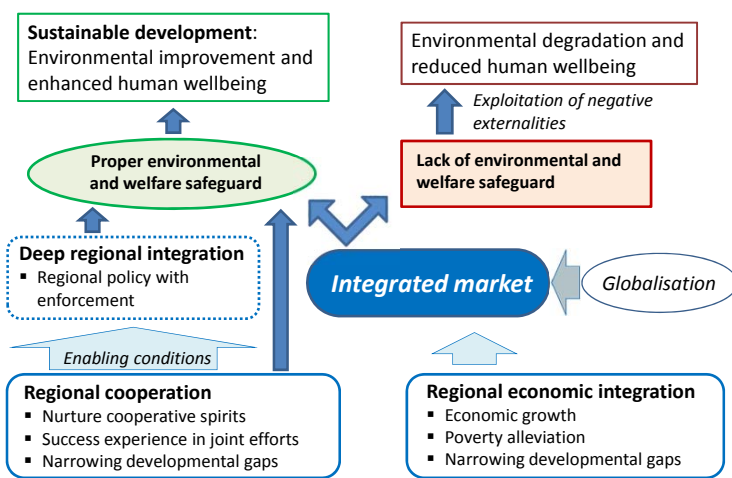 Sustainable development:
Environmental improvement and
enhanced human wellbeing
Environmental degradation and
reduced human wellbeing
Exploitation of negative
externalities
Proper environmental
and welfare safeguard
Lack of environmental and
welfare safeguard
Deep regional integration
▪ Regional policy with
enforcement
Integrated market
Globalisation
Enabling conditions
Regional cooperation
▪ Nurture cooperative spirits
▪ Success experience in joint efforts
▪ Narrowing developmental gaps
Regional economic integration
▪ Economic growth
▪ Poverty alleviation
▪ Narrowing developmental gaps